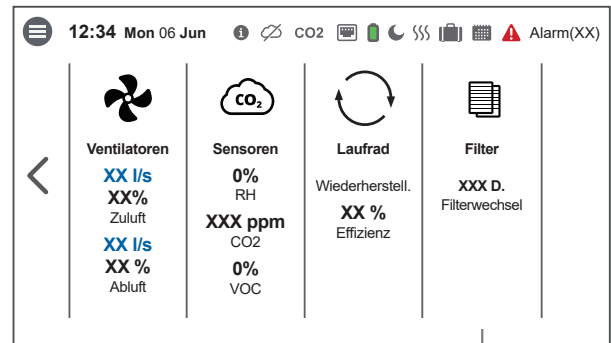 12:34 Mon 06 Jun CO2 Alarm(XX)
CO₂
Ventilatoren
XX l/s
XX%
Zuluft
XX l/s
XX %
Abluft
Sensoren
0%
RH
XXX ppm
CO2
0%
VOC
Laufrad
Wiederherstell.
XX %
Effizienz
Filter
XXX D.
Filterwechsel